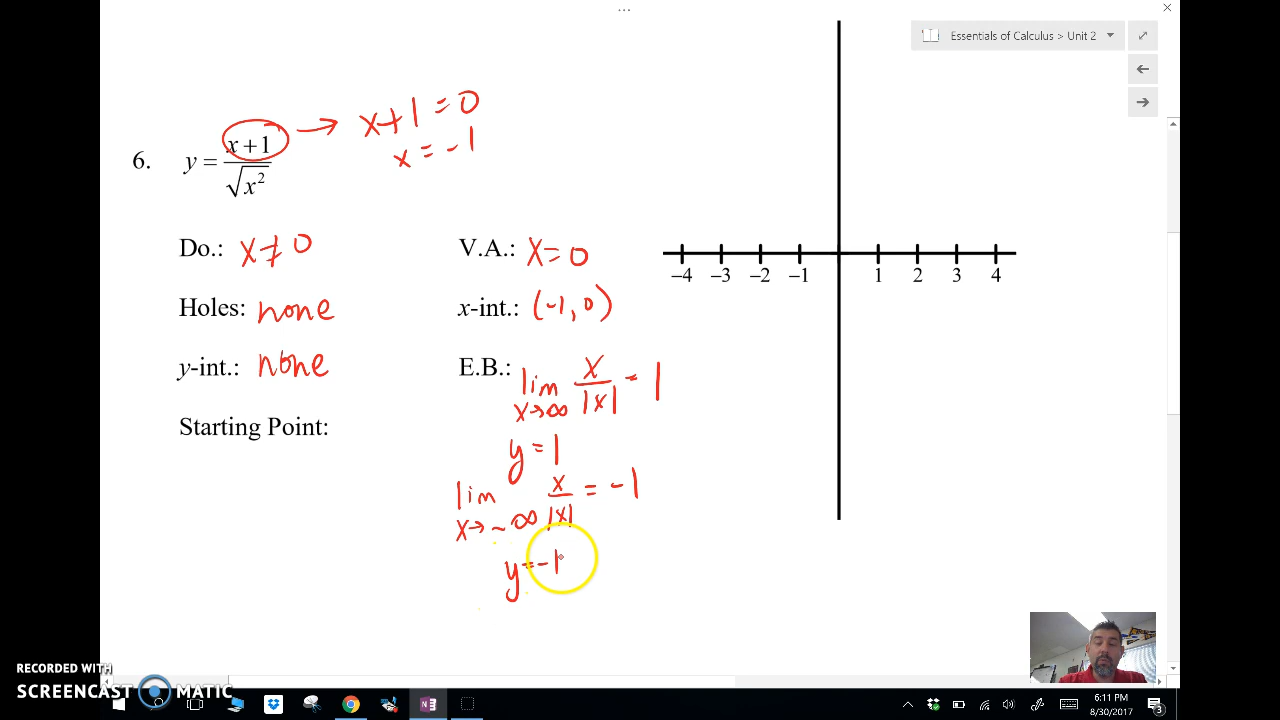 Essentials of Calculus > Unit 2
x+1=0
x=-1
6. y = x+1 / √x²
Do.: x≠0
V.A.: x=0
-4 -3 -2 -1 1 2 3 4
Holes: none
x-int.: (-1,0)
y-int.: none
E.B.: lim x→∞ x/|x| = 1
Starting Point:
y=1
lim x→-∞ x/|x| = -1
y=-1
RECORDED WITH
SCREENCAST MATIC
6:11 PM
8/30/2017
3